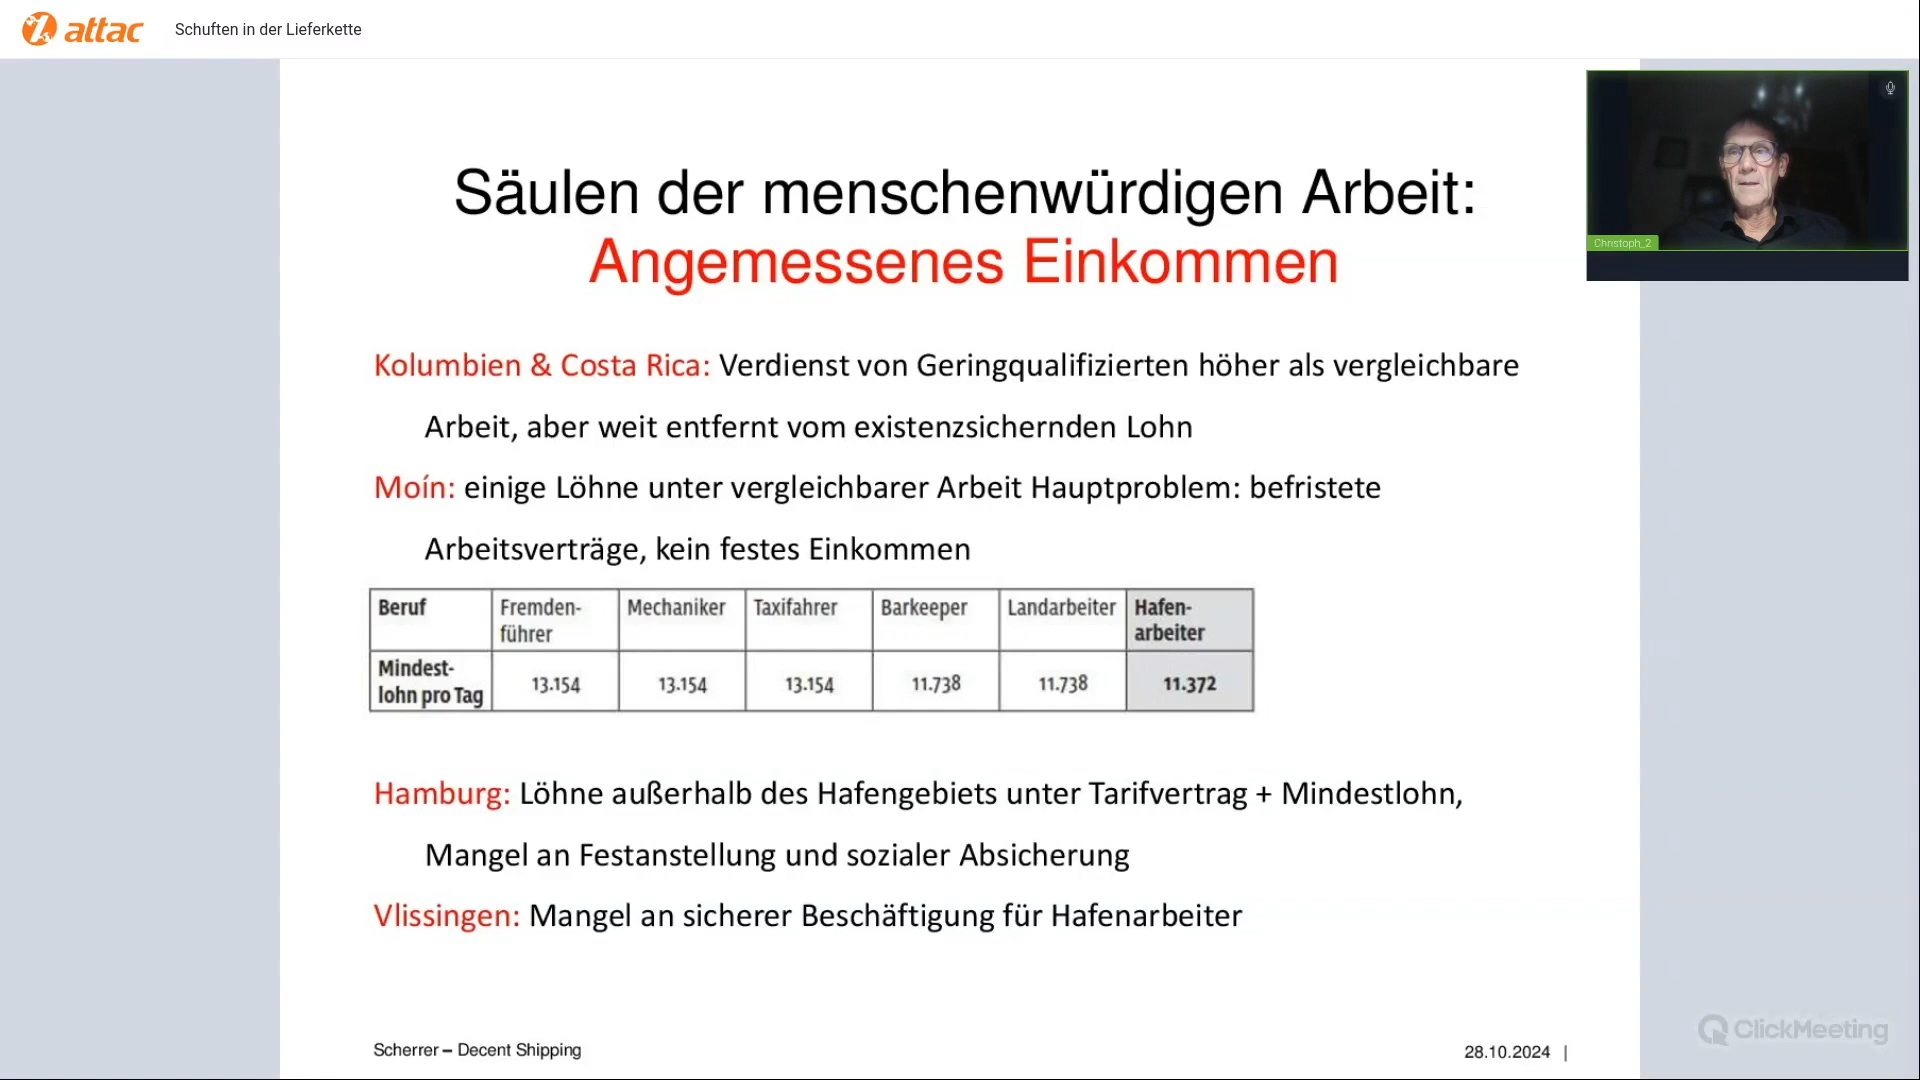 attac Schuften in der Lieferkette
Säulen der menschenwürdigen Arbeit:
Angemessenes Einkommen
Christoph_2
Kolumbien & Costa Rica: Verdienst von Geringqualifizierten höher als vergleichbare
Arbeit, aber weit entfernt vom existenzsichernden Lohn
Moín: einige Löhne unter vergleichbarer Arbeit Hauptproblem: befristete
Arbeitsverträge, kein festes Einkommen
Beruf Fremden- Mechaniker Taxifahrer Barkeeper Landarbeiter Hafen-
führer arbeiter
Mindest-
lohn pro Tag 13.154 13.154 13.154 11.738 11.738 11.372
Hamburg: Löhne außerhalb des Hafengebiets unter Tarifvertrag + Mindestlohn,
Mangel an Festanstellung und sozialer Absicherung
Vlissingen: Mangel an sicherer Beschäftigung für Hafenarbeiter
Scherrer – Decent Shipping
28.10.2024 |
ClickMeeting